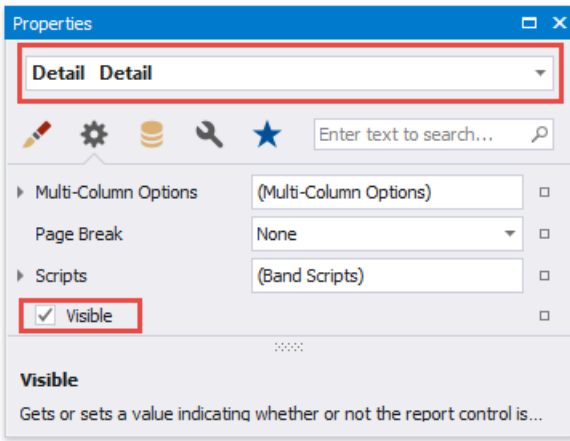 Properties
Detail Detail
Enter text to search...
Multi-Column Options (Multi-Column Options)
Page Break None
Scripts (Band Scripts)
Visible
Visible
Gets or sets a value indicating whether or not the report control is...